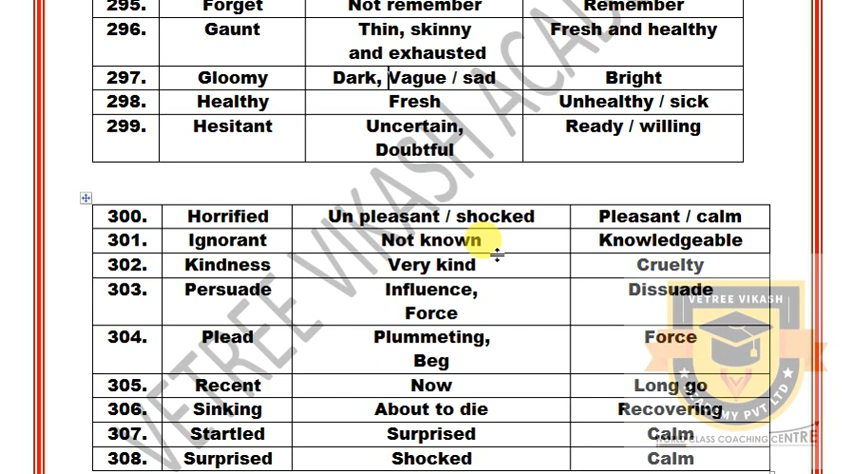 295. Forget Not remember Remember
296. Gaunt Thin, skinny Fresh and healthy
and exhausted
297. Gloomy Dark, Vague / sad Bright
298. Healthy Fresh Unhealthy / sick
299. Hesitant Uncertain, Ready / willing
Doubtful
300. Horrified Un pleasant / shocked Pleasant / calm
301. Ignorant Not known Knowledgeable
302. Kindness Very kind Cruelty
303. Persuade Influence, Dissuade
Force
304. Plead Plummeting, Force
Beg
305. Recent Now Long go
306. Sinking About to die Recovering
307. Startled Surprised Calm
308. Surprised Shocked Calm
VETREE VIKASH ACAD
VETREE VIKASH
ACADEMY PVT LTD
WORLD CLASS COACHING CENTRE